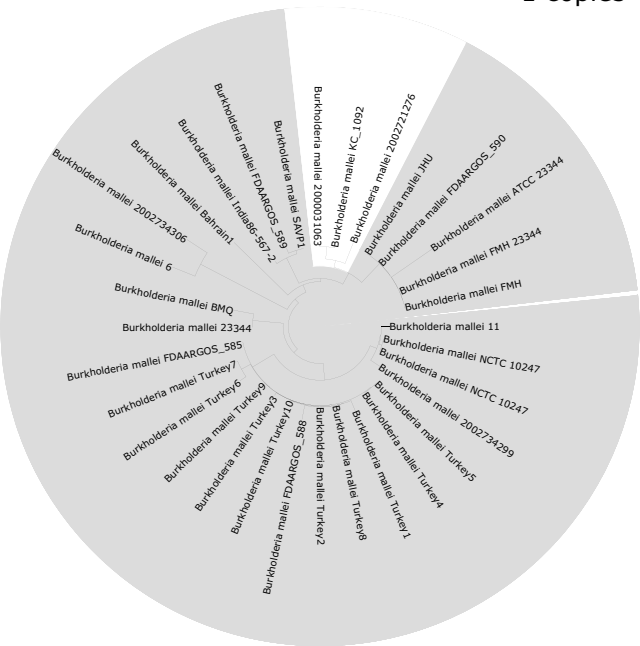 copies
Burkholderia mallei 2000031063
Burkholderia mallei KC_1092
Burkholderia mallei 2002721276
Burkholderia mallei JHU
Burkholderia mallei FDAARGOS_590
Burkholderia mallei ATCC 23344
Burkholderia mallei FMH 23344
Burkholderia mallei FMH
Burkholderia mallei 11
Burkholderia mallei NCTC 10247
Burkholderia mallei NCTC 10247
Burkholderia mallei 2002734299
Burkholderia mallei Turkey5
Burkholderia mallei Turkey4
Burkholderia mallei Turkey1
Burkholderia mallei Turkey8
Burkholderia mallei Turkey2
Burkholderia mallei FDAARGOS_588
Burkholderia mallei Turkey10
Burkholderia mallei Turkey3
Burkholderia mallei Turkey9
Burkholderia mallei Turkey6
Burkholderia mallei Turkey7
Burkholderia mallei FDAARGOS_585
Burkholderia mallei 23344
Burkholderia mallei BMQ
Burkholderia mallei 6
Burkholderia mallei 2002734306
Burkholderia mallei Bahrain1
Burkholderia mallei India86-567-2
Burkholderia mallei FDAARGOS_589
Burkholderia mallei SAVP1